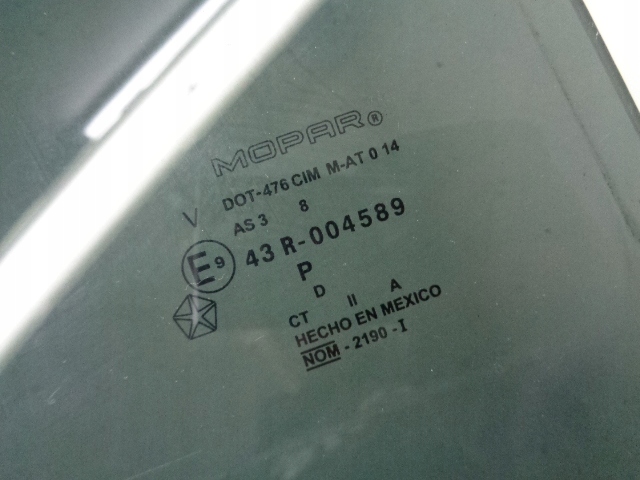 MOPAR®
DOT-476 CIM M-AT 0 14
V AS 3 8
E9 43 R-004589
P
D
CT II A
HECHO EN MEXICO
NOM - 2190 - I